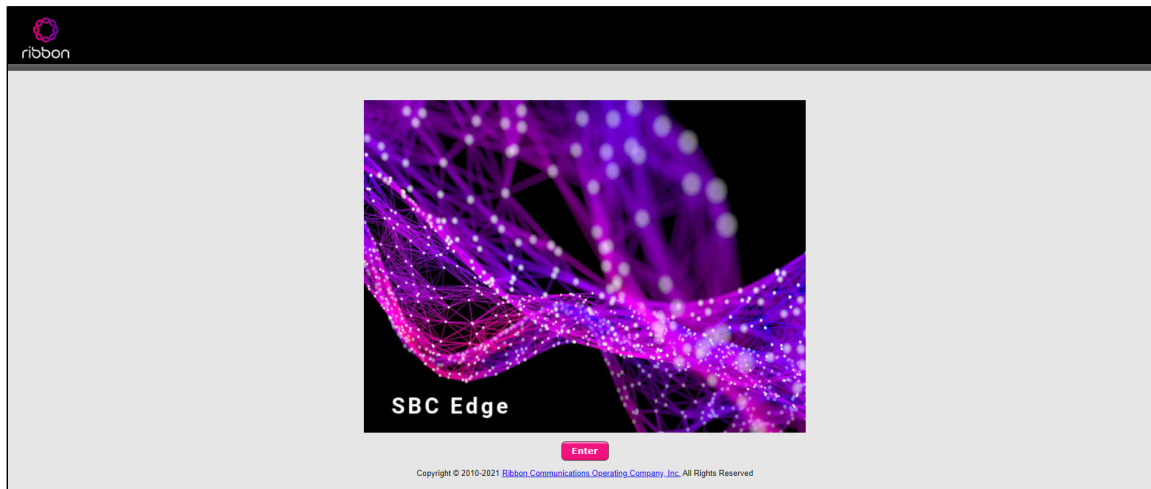 ribbon
SBC Edge
Enter
Copyright © 2010-2021 Ribbon Communications Operating Company, Inc. All Rights Reserved